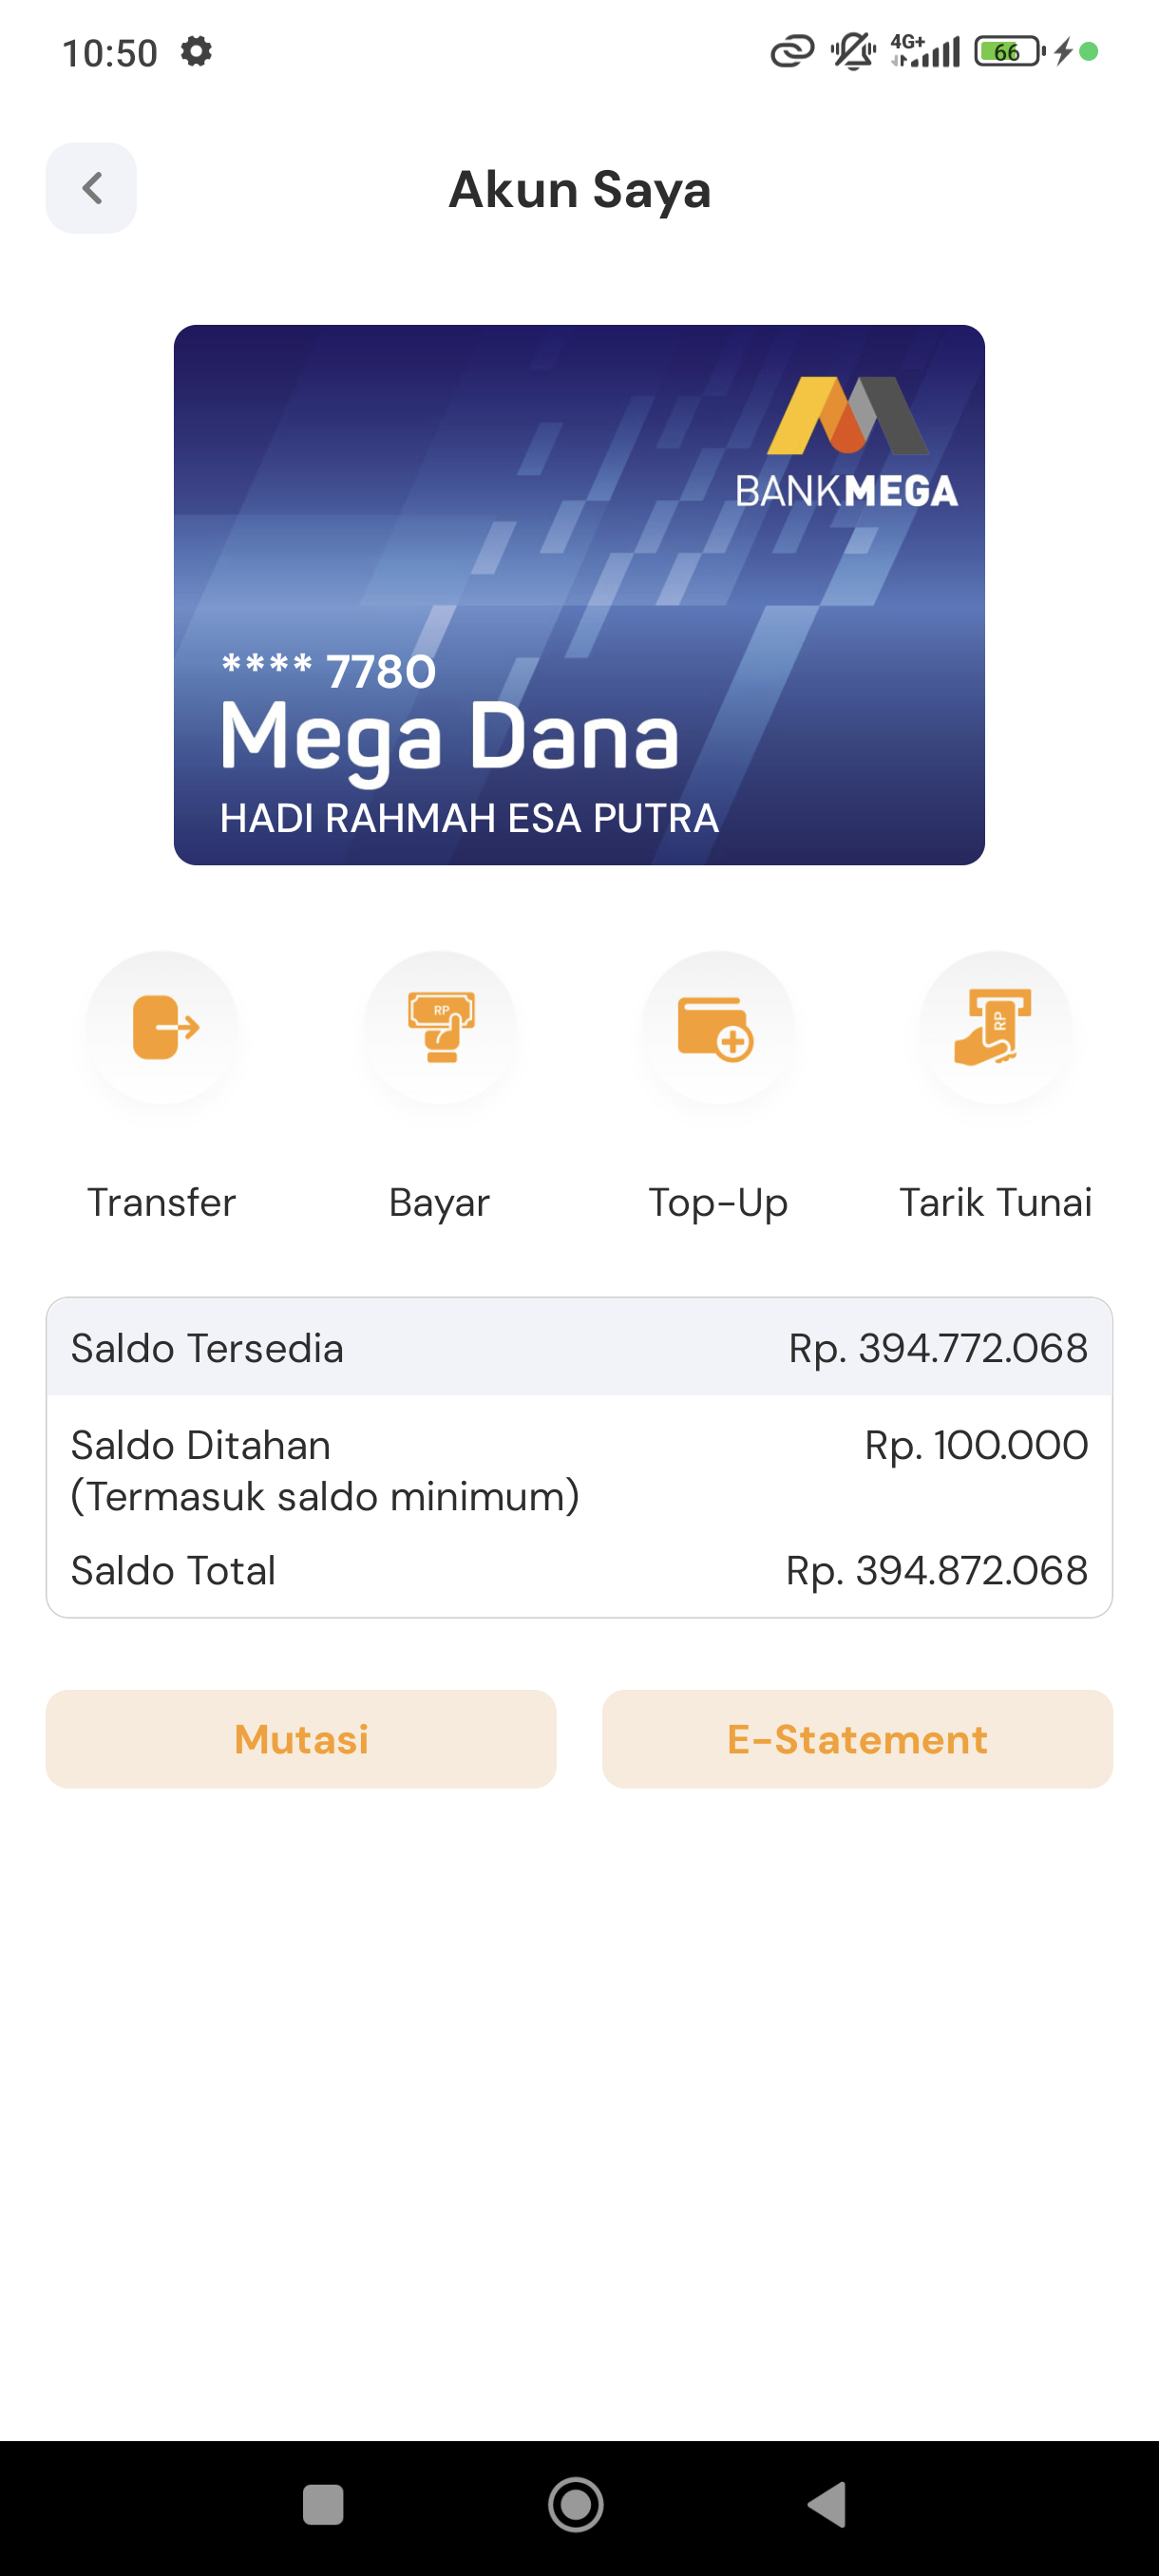 10:50
4G+
66
Akun Saya
BANKMEGA
**** 7780
Mega Dana
HADI RAHMAH ESA PUTRA
RP
RP
Transfer
Bayar
Top-Up
Tarik Tunai
Saldo Tersedia Rp. 394.772.068
Saldo Ditahan Rp. 100.000
(Termasuk saldo minimum)
Saldo Total Rp. 394.872.068
Mutasi
E-Statement